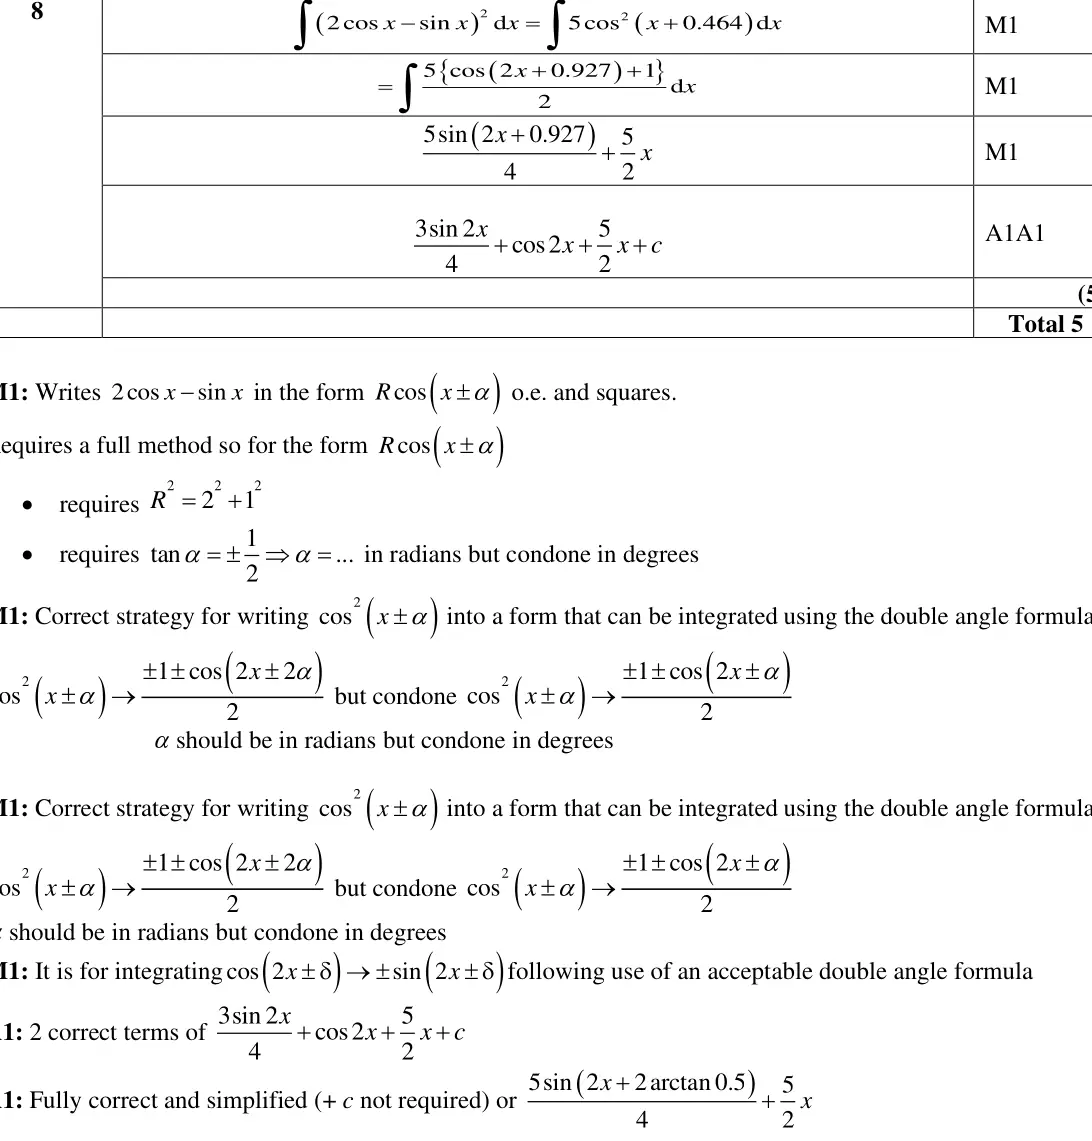 8
∫(2cos x − sin x)² dx = ∫5cos²(x + 0.464)dx M1
= ∫ 5{cos(2x + 0.927) + 1}/2 dx M1
5sin(2x + 0.927)/4 + 5/2 x M1
3sin 2x/4 + cos 2x + 5/2 x + c A1A1
(5
Total 5
M1: Writes 2cos x − sin x in the form R cos(x ± α) o.e. and squares.
equires a full method so for the form R cos(x ± α)
• requires R² = 2² + 1²
• requires tan α = ± 1/2 ⇒ α = ... in radians but condone in degrees
M1: Correct strategy for writing cos²(x ± α) into a form that can be integrated using the double angle formula
os²(x ± α) → ±1 ± cos(2x ± 2α)/2 but condone cos²(x ± α) → ±1 ± cos(2x ± α)/2
α should be in radians but condone in degrees
M1: Correct strategy for writing cos²(x ± α) into a form that can be integrated using the double angle formula
os²(x ± α) → ±1 ± cos(2x ± 2α)/2 but condone cos²(x ± α) → ±1 ± cos(2x ± α)/2
α should be in radians but condone in degrees
M1: It is for integrating cos(2x ± δ) → ± sin(2x ± δ) following use of an acceptable double angle formula
1: 2 correct terms of 3sin 2x/4 + cos 2x + 5/2 x + c
1: Fully correct and simplified (+ c not required) or 5sin(2x + 2arctan 0.5)/4 + 5/2 x